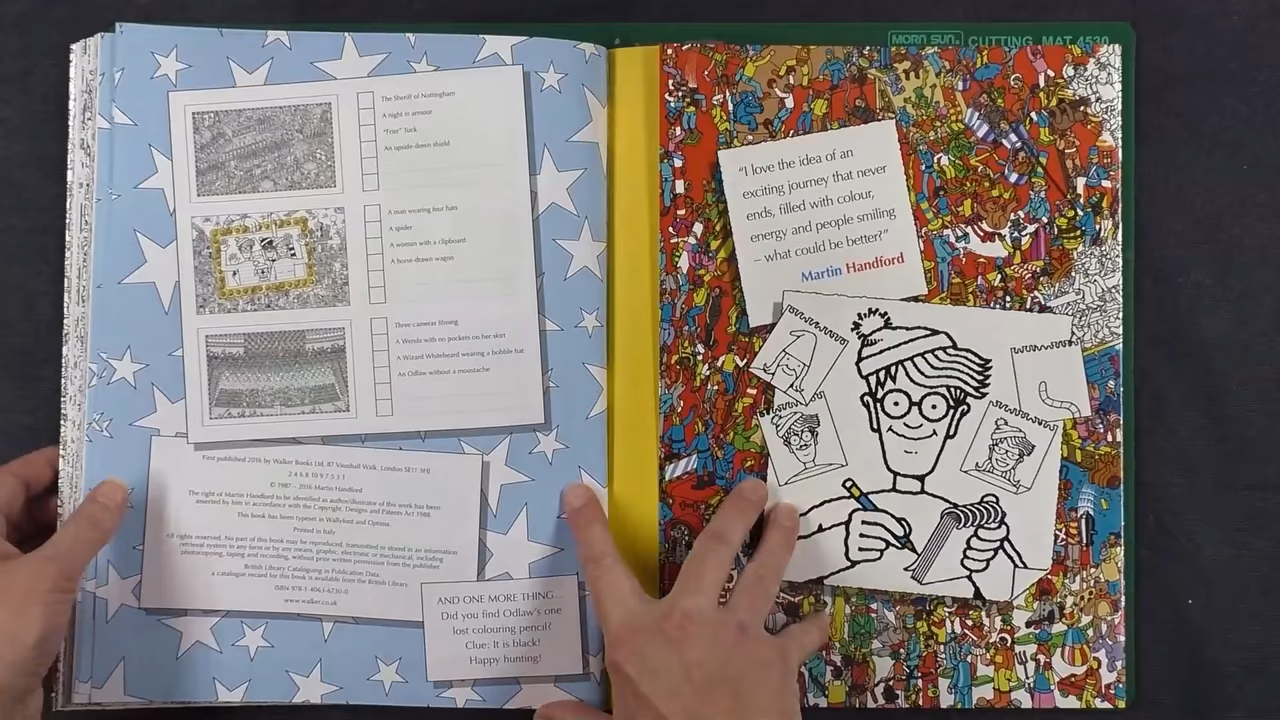 MORN SUN. CUTTING MAT 4530
The Sheriff of Nottingham
A night in armour
"Frier" Tuck
An upside-down shield
A man wearing four hats
A spider
A woman with a clipboard
A horse-drawn wagon
Three cameras filming
A Wenda with no pockets on her skirt
A Wizard Whitebeard wearing a bobble hat
An Odlaw without a moustache
First published 2016 by Walker Books Ltd, 87 Vauxhall Walk, London SE11 5HJ
2 4 6 8 10 9 7 5 3 1
© 1987 – 2016 Martin Handford
The right of Martin Handford to be identified as author/illustrator of this work has been
asserted by him in accordance with the Copyright, Designs and Patents Act 1988.
This book has been typeset in Wallyfont and Optima.
Printed in Italy
All rights reserved. No part of this book may be reproduced, transmitted or stored in an information
retrieval system in any form or by any means, graphic, electronic or mechanical, including
photocopying, taping and recording, without prior written permission from the publisher.
British Library Cataloguing in Publication Data:
a catalogue record for this book is available from the British Library.
ISBN 978-1-4063-6730-0
www.walker.co.uk
AND ONE MORE THING...
Did you find Odlaw's one
lost colouring pencil?
Clue: It is black!
Happy hunting!
"I love the idea of an
exciting journey that never
ends, filled with colour,
energy and people smiling
– what could be better?"
Martin Handford